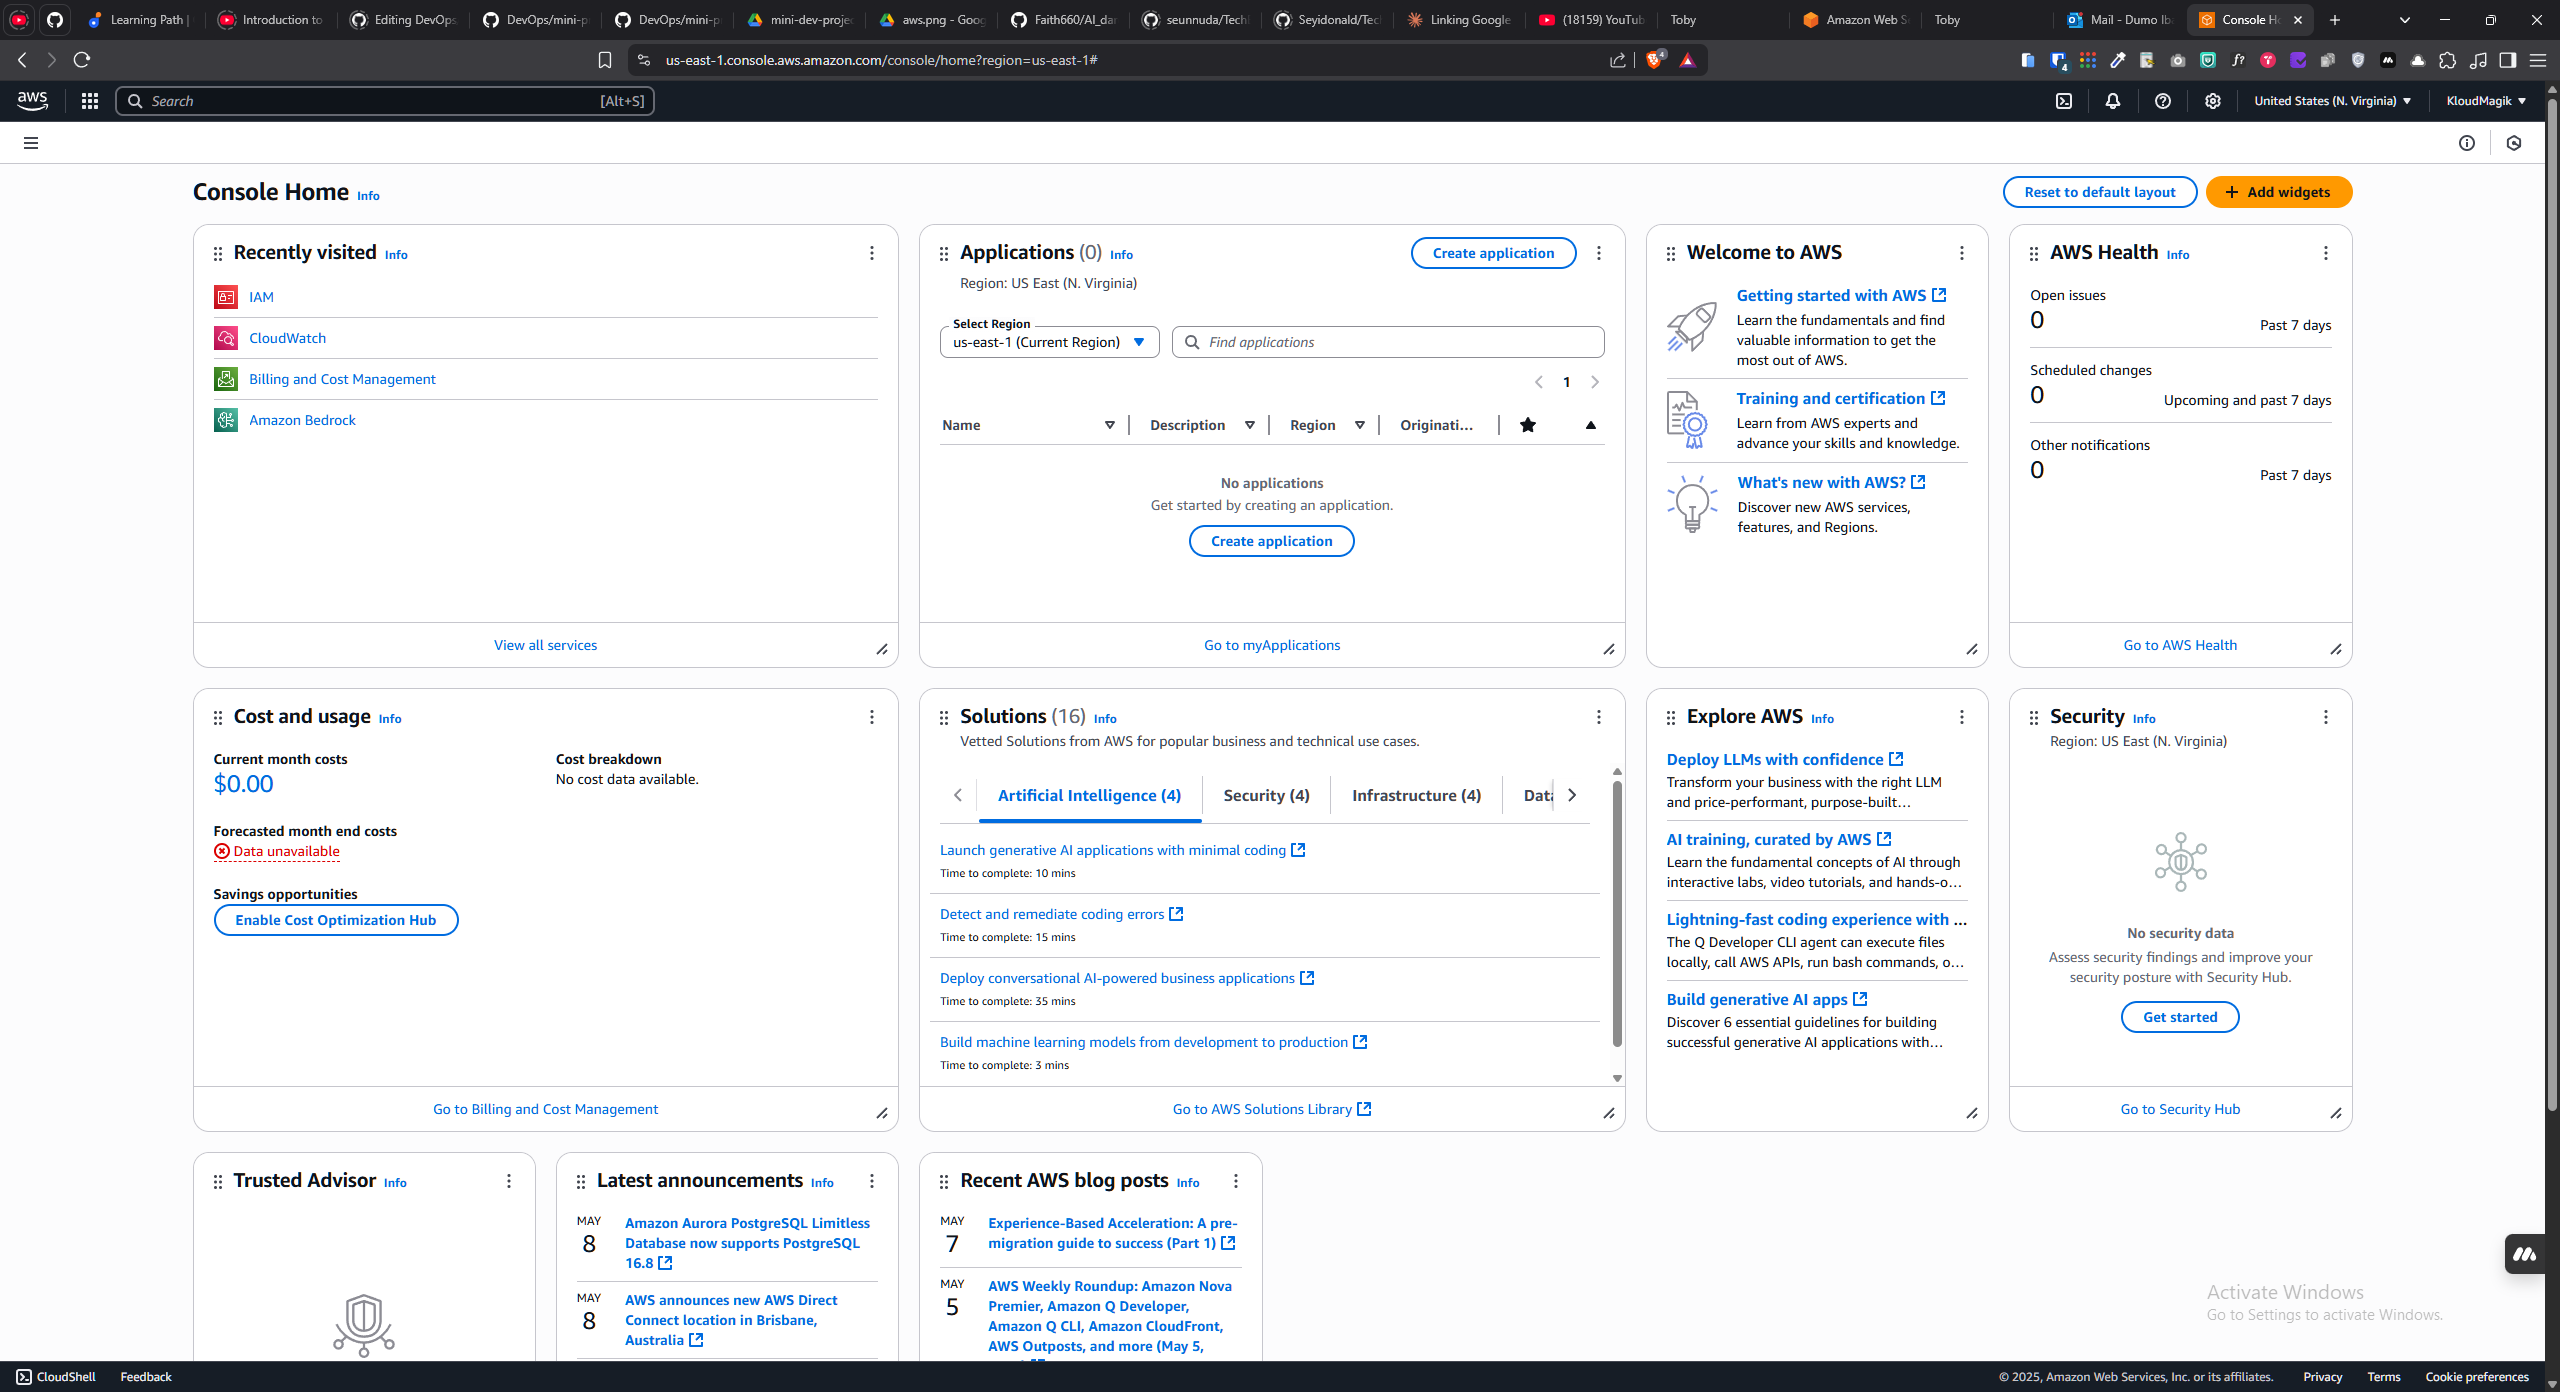 Learning Path |
Introduction to
Editing DevOps
DevOps/mini-p
DevOps/mini-p
mini-dev-projec
aws.png - Goog
Faith660/AI_dar
seunnuda/Tech
Seyidonald/Tec
Linking Google
(18159) YouTub
Toby
Amazon Web S
Toby
Mail - Dumo Ib
Console Ho
us-east-1.console.aws.amazon.com/console/home?region=us-east-1#
aws
Search
[Alt+S]
United States (N. Virginia)
KloudMagik
Console Home Info
Reset to default layout
Add widgets
Recently visited Info
IAM
CloudWatch
Billing and Cost Management
Amazon Bedrock
View all services
Applications (0) Info
Create application
Region: US East (N. Virginia)
Select Region
us-east-1 (Current Region)
Find applications
1
Name
Description
Region
Originati...
No applications
Get started by creating an application.
Create application
Go to myApplications
Welcome to AWS
Getting started with AWS
Learn the fundamentals and find
valuable information to get the
most out of AWS.
Training and certification
Learn from AWS experts and
advance your skills and knowledge.
What's new with AWS?
Discover new AWS services,
features, and Regions.
AWS Health Info
Open issues
0
Past 7 days
Scheduled changes
0
Upcoming and past 7 days
Other notifications
0
Past 7 days
Go to AWS Health
Cost and usage Info
Current month costs
$0.00
Cost breakdown
No cost data available.
Forecasted month end costs
Data unavailable
Savings opportunities
Enable Cost Optimization Hub
Go to Billing and Cost Management
Solutions (16) Info
Vetted Solutions from AWS for popular business and technical use cases.
Artificial Intelligence (4)
Security (4)
Infrastructure (4)
Data
Launch generative AI applications with minimal coding
Time to complete: 10 mins
Detect and remediate coding errors
Time to complete: 15 mins
Deploy conversational AI-powered business applications
Time to complete: 35 mins
Build machine learning models from development to production
Time to complete: 3 mins
Go to AWS Solutions Library
Explore AWS Info
Deploy LLMs with confidence
Transform your business with the right LLM
and price-performant, purpose-built...
AI training, curated by AWS
Learn the fundamental concepts of AI through
interactive labs, video tutorials, and hands-o...
Lightning-fast coding experience with ...
The Q Developer CLI agent can execute files
locally, call AWS APIs, run bash commands, o...
Build generative AI apps
Discover 6 essential guidelines for building
successful generative AI applications with...
Security Info
Region: US East (N. Virginia)
No security data
Assess security findings and improve your
security posture with Security Hub.
Get started
Go to Security Hub
Trusted Advisor Info
Latest announcements Info
MAY
8
Amazon Aurora PostgreSQL Limitless
Database now supports PostgreSQL
16.8
MAY
8
AWS announces new AWS Direct
Connect location in Brisbane,
Australia
Recent AWS blog posts Info
MAY
7
Experience-Based Acceleration: A pre-
migration guide to success (Part 1)
MAY
5
AWS Weekly Roundup: Amazon Nova
Premier, Amazon Q Developer,
Amazon Q CLI, Amazon CloudFront,
AWS Outposts, and more (May 5,
Activate Windows
Go to Settings to activate Windows.
CloudShell
Feedback
© 2025, Amazon Web Services, Inc. or its affiliates.
Privacy
Terms
Cookie preferences